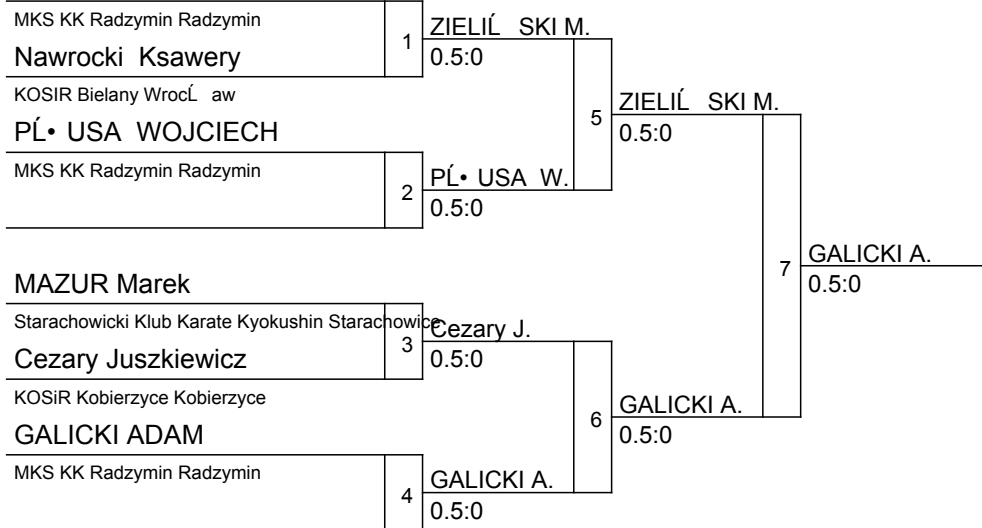 MKS KK Radzymin Radzymin
1
ZIELIĹ SKI M.
0.5:0
Nawrocki Ksawery
KOSIR Bielany WrocĹ aw
5
ZIELIĹ SKI M.
0.5:0
PĹ• USA WOJCIECH
MKS KK Radzymin Radzymin
2
PĹ• USA W.
0.5:0
7
GALICKI A.
0.5:0
MAZUR Marek
Starachowicki Klub Karate Kyokushin Starachowice
3
Cezary J.
0.5:0
Cezary Juszkiewicz
KOSiR Kobierzyce Kobierzyce
6
GALICKI A.
0.5:0
GALICKI ADAM
MKS KK Radzymin Radzymin
4
GALICKI A.
0.5:0